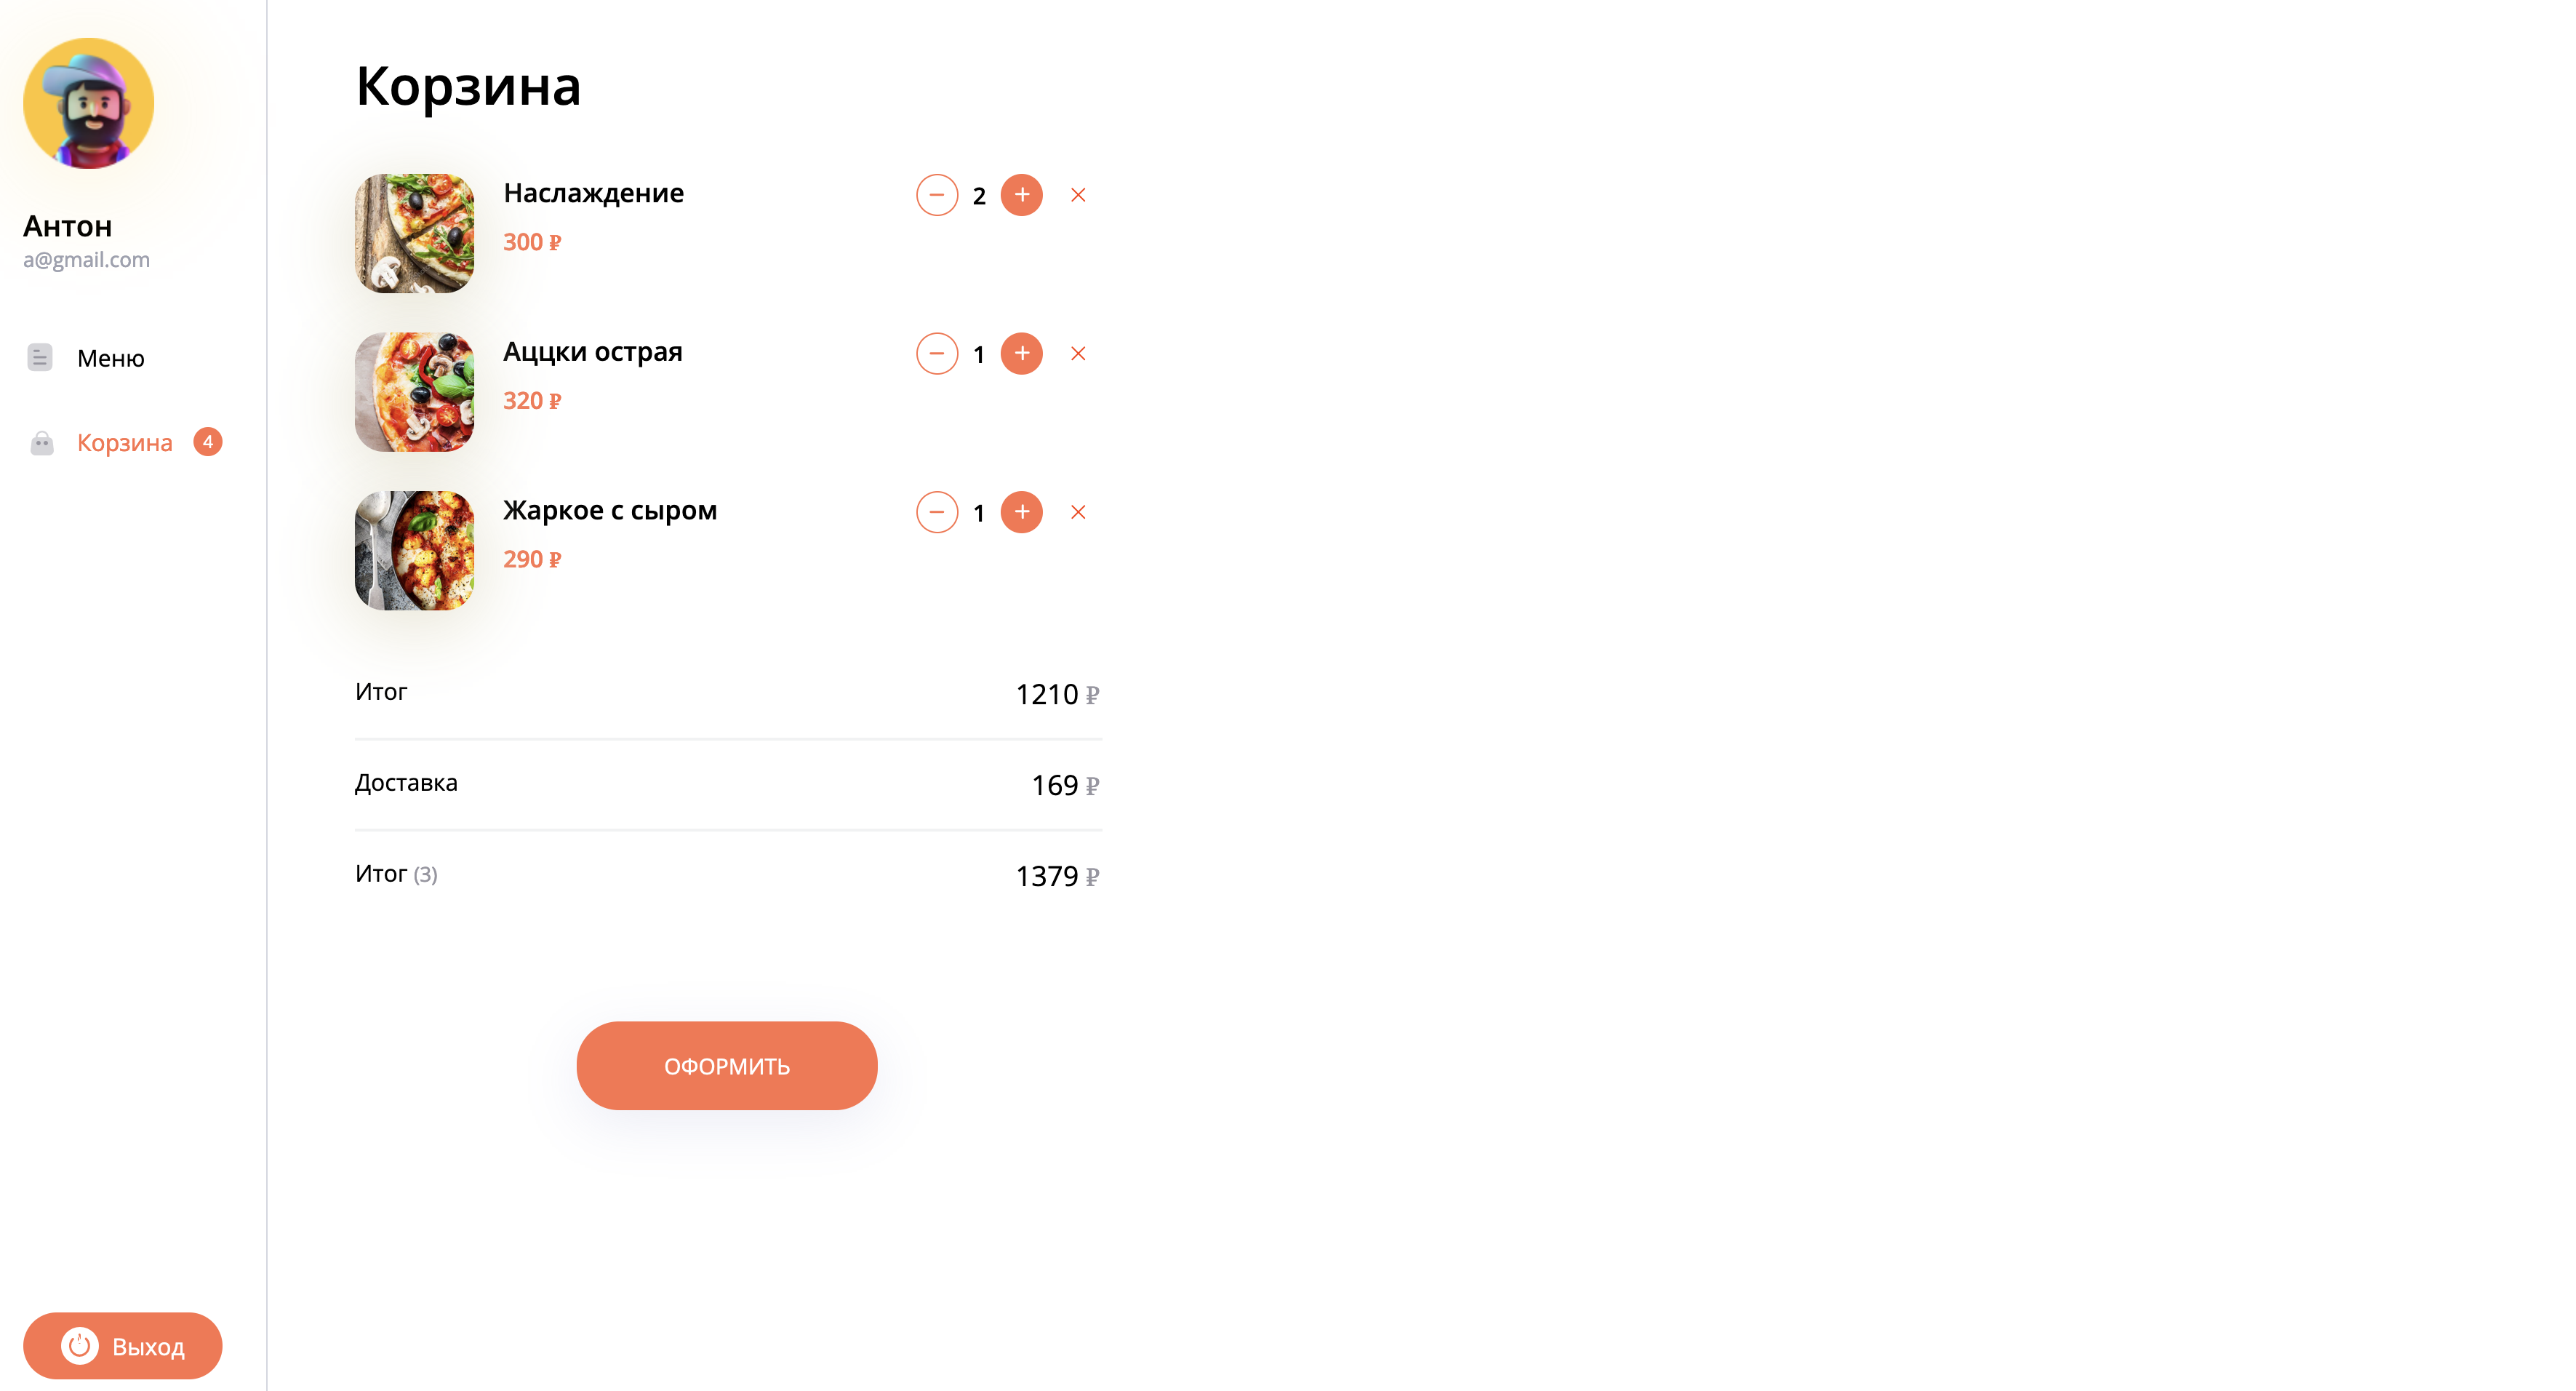 Антон
a@gmail.com
Меню
Корзина 4
Выход
Корзина
Наслаждение
300 ₽
2
Аццки острая
320 ₽
1
Жаркое с сыром
290 ₽
1
Итог 1210 ₽
Доставка 169 ₽
Итог (3) 1379 ₽
ОФОРМИТЬ